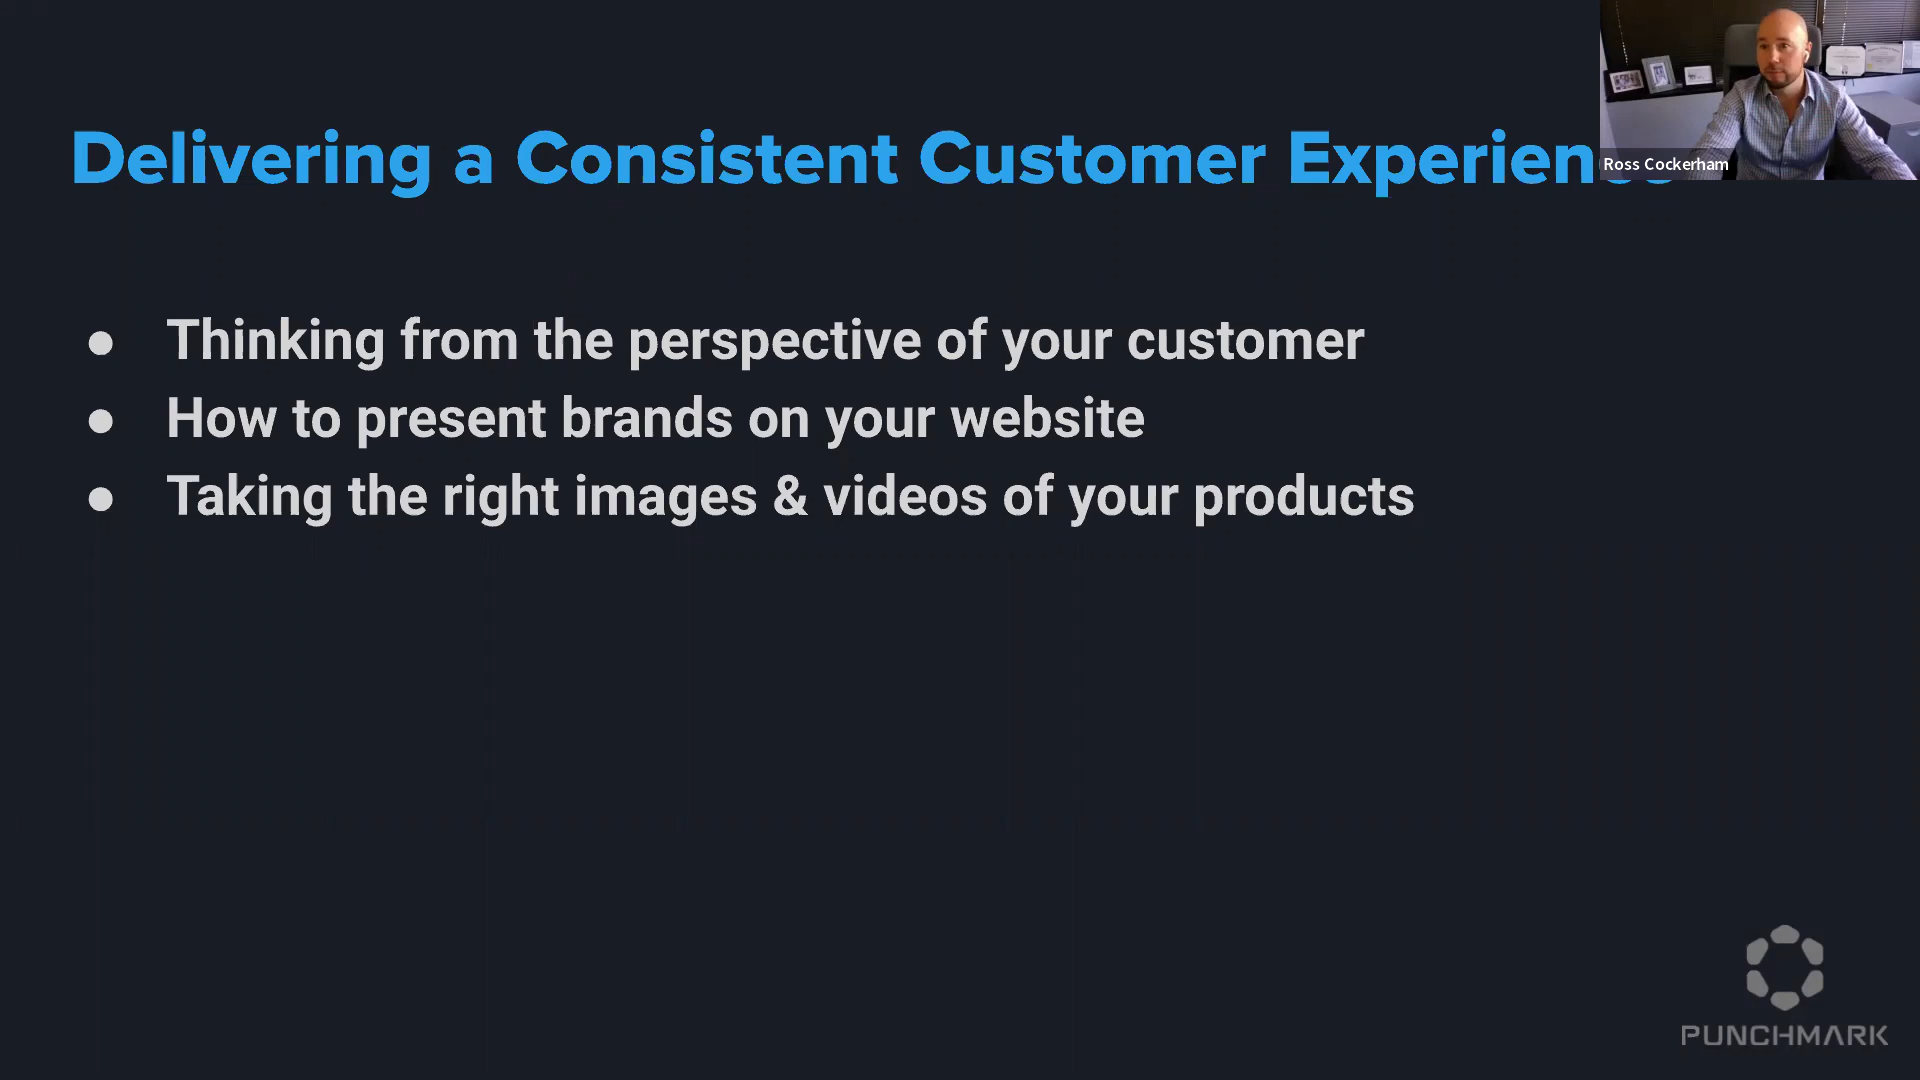 Delivering a Consistent Customer Experien
Ross Cockerham
● Thinking from the perspective of your customer
● How to present brands on your website
● Taking the right images & videos of your products
PUNCHMARK